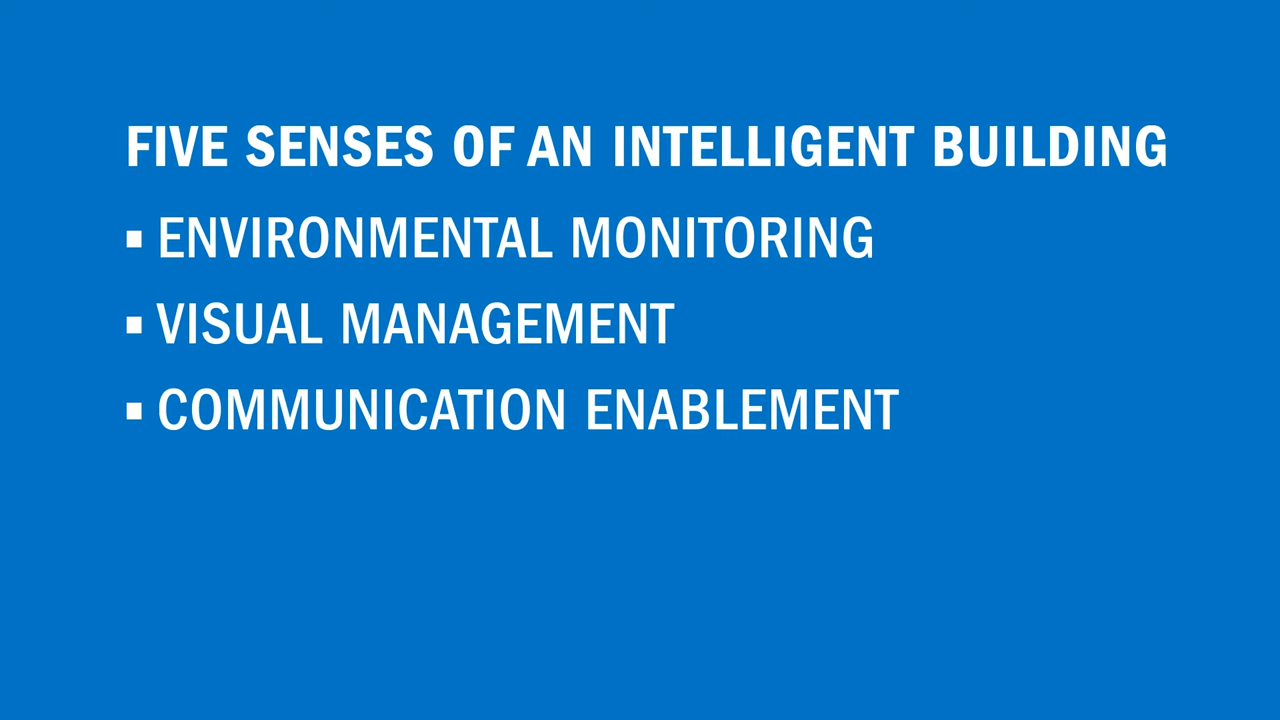 FIVE SENSES OF AN INTELLIGENT BUILDING
▪ ENVIRONMENTAL MONITORING
▪ VISUAL MANAGEMENT
▪ COMMUNICATION ENABLEMENT